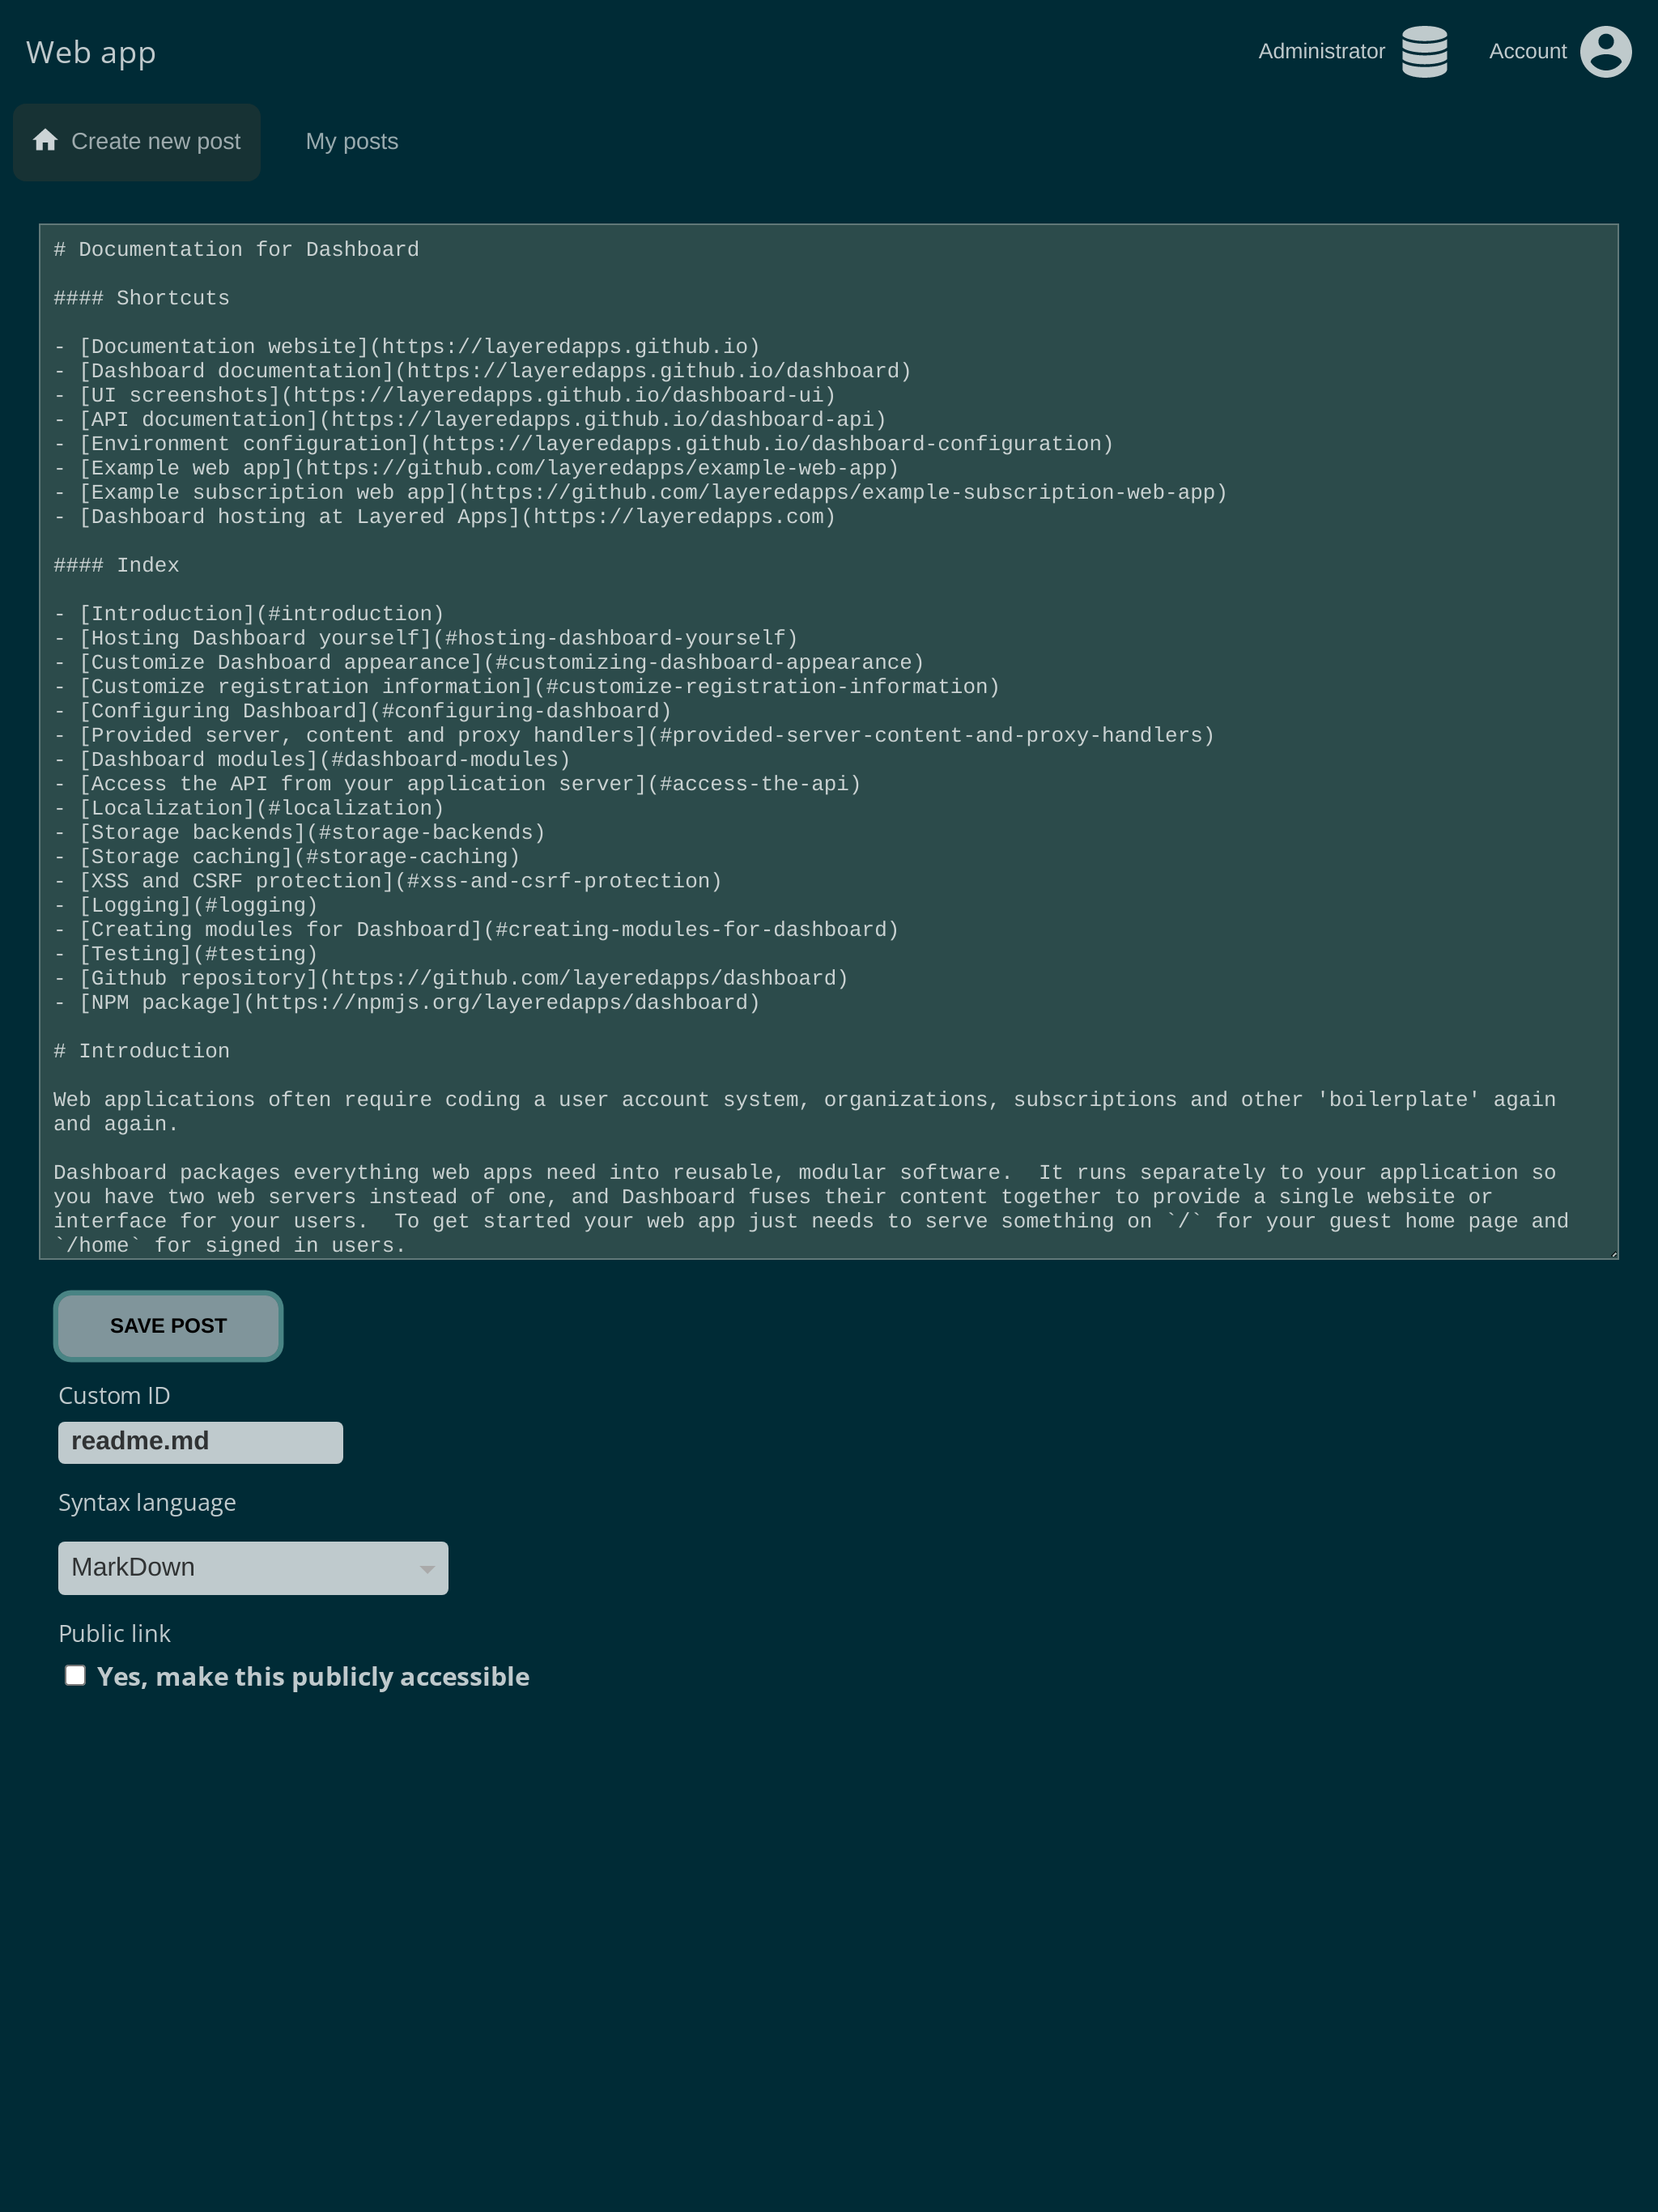 Web app
Administrator
Account
Create new post
My posts
# Documentation for Dashboard
#### Shortcuts
- [Documentation website](https://layeredapps.github.io)
- [Dashboard documentation](https://layeredapps.github.io/dashboard)
- [UI screenshots](https://layeredapps.github.io/dashboard-ui)
- [API documentation](https://layeredapps.github.io/dashboard-api)
- [Environment configuration](https://layeredapps.github.io/dashboard-configuration)
- [Example web app](https://github.com/layeredapps/example-web-app)
- [Example subscription web app](https://github.com/layeredapps/example-subscription-web-app)
- [Dashboard hosting at Layered Apps](https://layeredapps.com)
#### Index
- [Introduction](#introduction)
- [Hosting Dashboard yourself](#hosting-dashboard-yourself)
- [Customize Dashboard appearance](#customizing-dashboard-appearance)
- [Customize registration information](#customize-registration-information)
- [Configuring Dashboard](#configuring-dashboard)
- [Provided server, content and proxy handlers](#provided-server-content-and-proxy-handlers)
- [Dashboard modules](#dashboard-modules)
- [Access the API from your application server](#access-the-api)
- [Localization](#localization)
- [Storage backends](#storage-backends)
- [Storage caching](#storage-caching)
- [XSS and CSRF protection](#xss-and-csrf-protection)
- [Logging](#logging)
- [Creating modules for Dashboard](#creating-modules-for-dashboard)
- [Testing](#testing)
- [Github repository](https://github.com/layeredapps/dashboard)
- [NPM package](https://npmjs.org/layeredapps/dashboard)
# Introduction
Web applications often require coding a user account system, organizations, subscriptions and other 'boilerplate' again
and again.
Dashboard packages everything web apps need into reusable, modular software.  It runs separately to your application so
you have two web servers instead of one, and Dashboard fuses their content together to provide a single website or
interface for your users.  To get started your web app just needs to serve something on `/` for your guest home page and
`/home` for signed in users.
SAVE POST
Custom ID
readme.md
Syntax language
MarkDown
Public link
Yes, make this publicly accessible